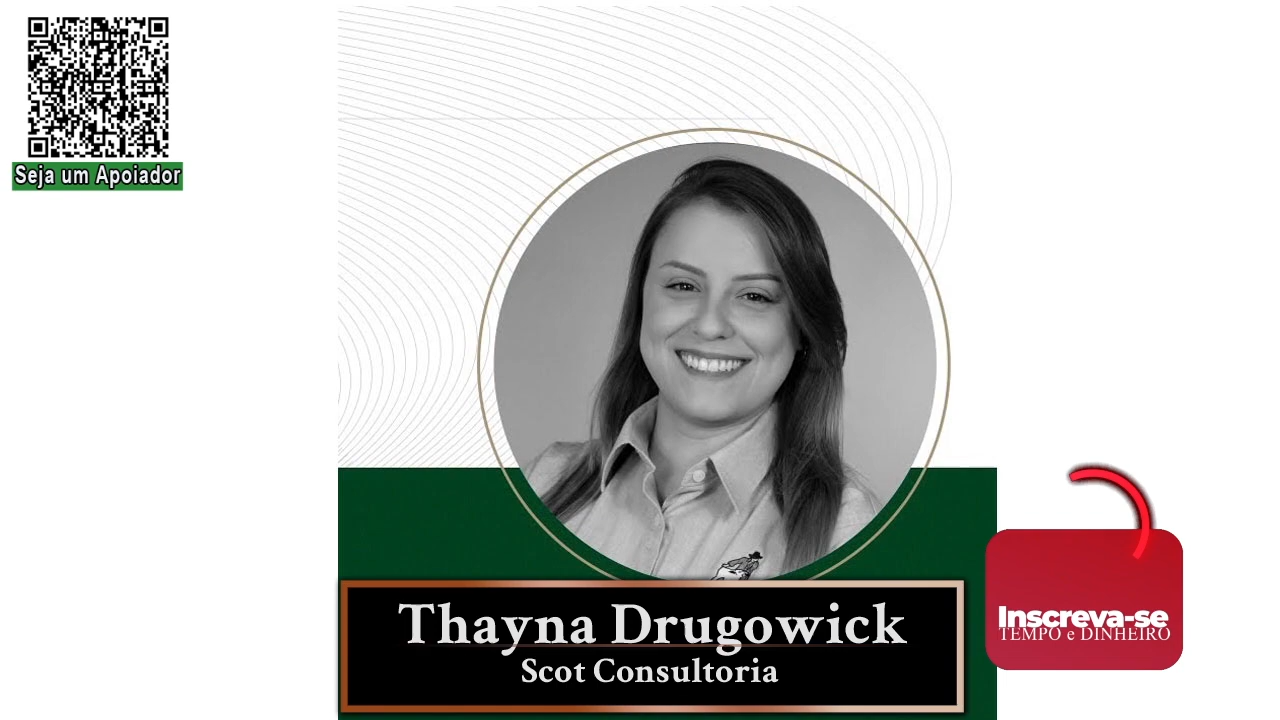 Seja um Apoiador
Thayna Drugowick
Scot Consultoria
Inscreva-se
TEMPO e DINHEIRO